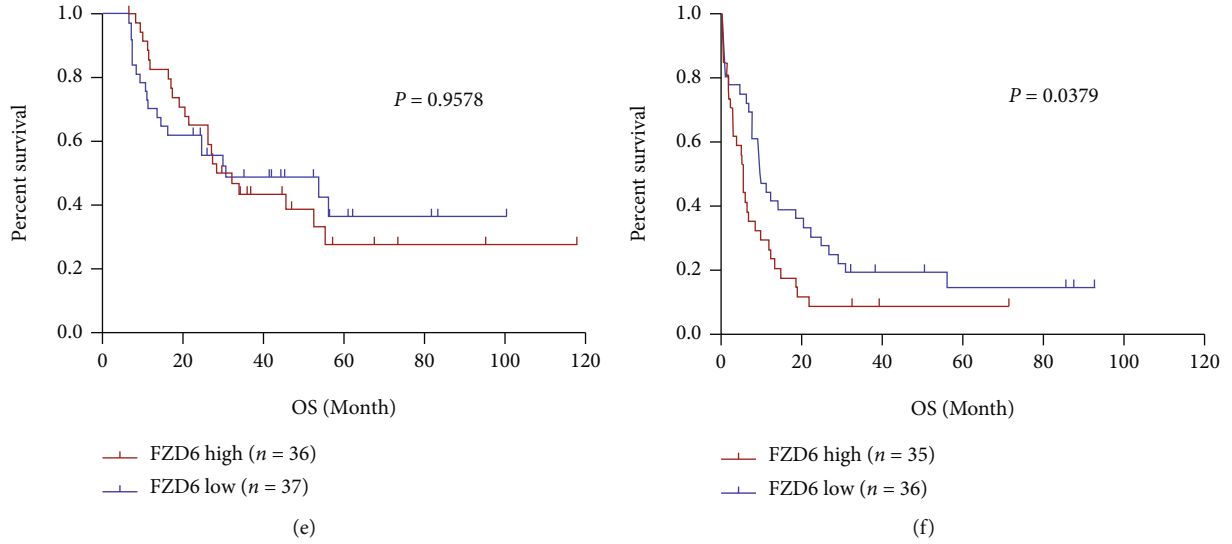 Percent survival
1.0
0.8
0.6
0.4
0.2
0.0
P = 0.9578
0 20 40 60 80 100 120
OS (Month)
FZD6 high (n = 36)
FZD6 low (n = 37)
(e)
Percent survival
1.0
0.8
0.6
0.4
0.2
0.0
P = 0.0379
0 20 40 60 80 100 120
OS (Month)
FZD6 high (n = 35)
FZD6 low (n = 36)
(f)